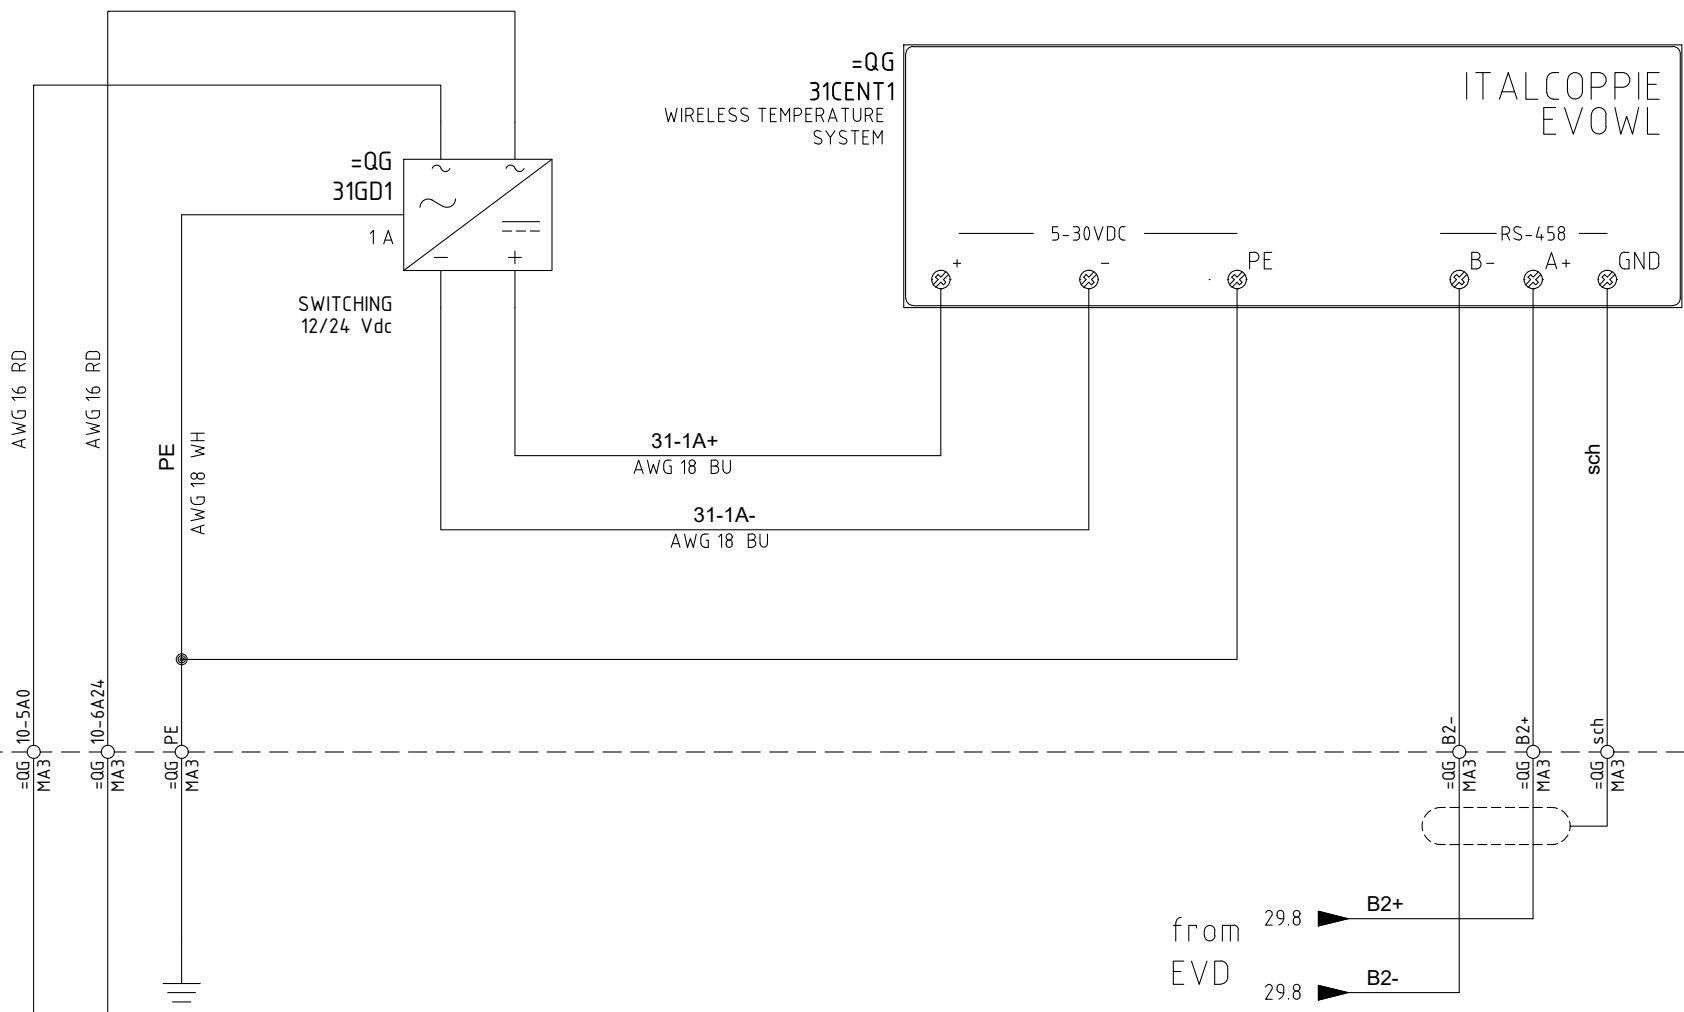 =QG
31CENT1
WIRELESS TEMPERATURE
SYSTEM
ITALCOPPIE
EVOWL
=QG
31GD1
1 A
~
~
~
-
+
SWITCHING
12/24 Vdc
5-30VDC
RS-458
+
-
PE
B-
A+
GND
AWG 16 RD
AWG 16 RD
PE
AWG 18 WH
31-1A+
AWG 18 BU
31-1A-
AWG 18 BU
sch
10-5A0
10-6A24
PE
B2-
B2+
sch
=QG
MA3
=QG
MA3
=QG
MA3
=QG
MA3
=QG
MA3
=QG
MA3
from
EVD
29.8
B2+
29.8
B2-